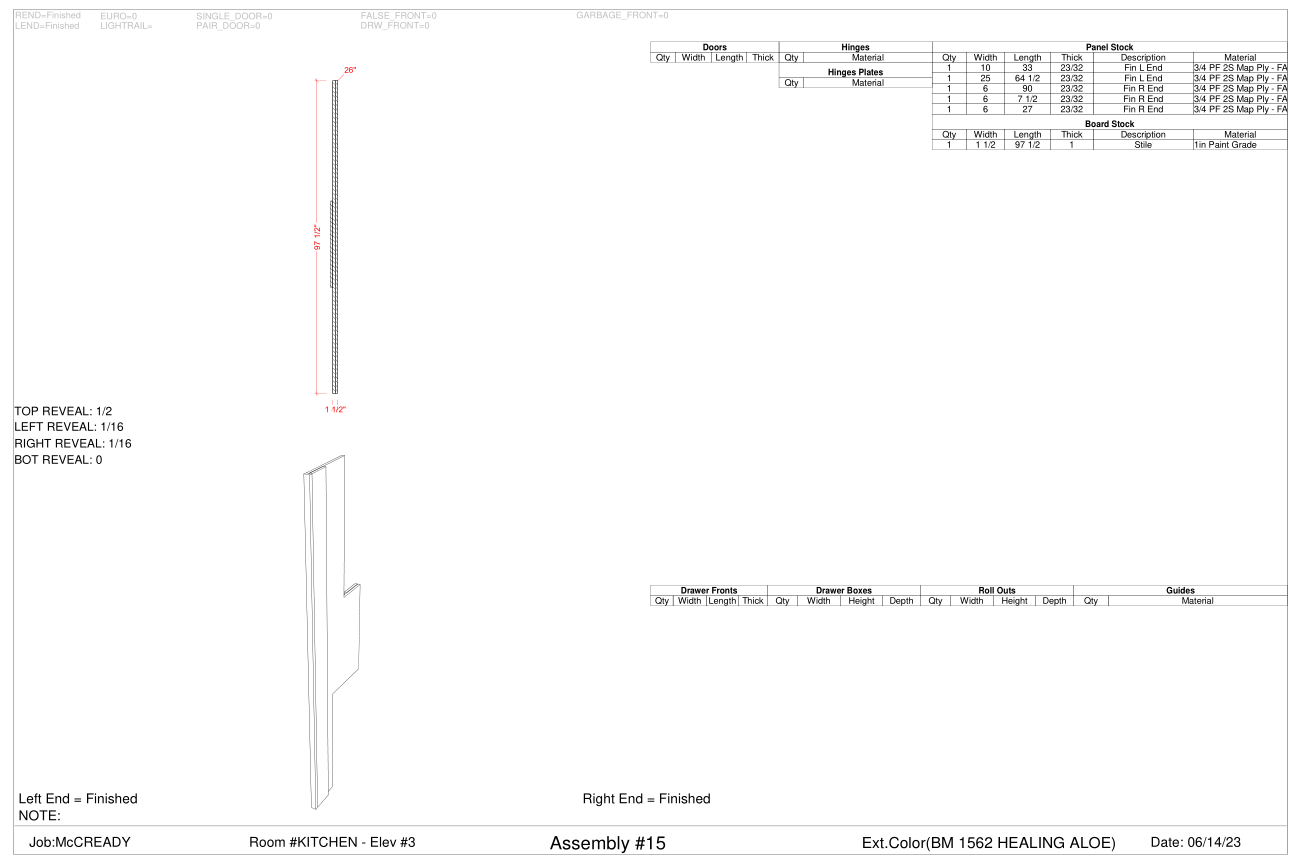 REND=Finished EURO=0 SINGLE_DOOR=0 FALSE_FRONT=0 GARBAGE_FRONT=0
LEND=Finished LIGHTRAIL= PAIR_DOOR=0 DRW_FRONT=0
Doors
Qty Width Length Thick
Hinges
Qty Material
Hinges Plates
Qty Material
Panel Stock
Qty Width Length Thick Description Material
1 10 33 23/32 Fin L End 3/4 PF 2S Map Ply - FA
1 25 64 1/2 23/32 Fin L End 3/4 PF 2S Map Ply - FA
1 6 90 23/32 Fin R End 3/4 PF 2S Map Ply - FA
1 6 7 1/2 23/32 Fin R End 3/4 PF 2S Map Ply - FA
1 6 27 23/32 Fin R End 3/4 PF 2S Map Ply - FA
Board Stock
Qty Width Length Thick Description Material
1 1 1/2 97 1/2 1 Stile 1in Paint Grade
26"
97 1/2"
1 1/2"
TOP REVEAL: 1/2
LEFT REVEAL: 1/16
RIGHT REVEAL: 1/16
BOT REVEAL: 0
Drawer Fronts Drawer Boxes Roll Outs Guides
Qty Width Length Thick Qty Width Height Depth Qty Width Height Depth Qty Material
Left End = Finished Right End = Finished
NOTE:
Job:McCREADY Room #KITCHEN - Elev #3 Assembly #15 Ext.Color(BM 1562 HEALING ALOE) Date: 06/14/23